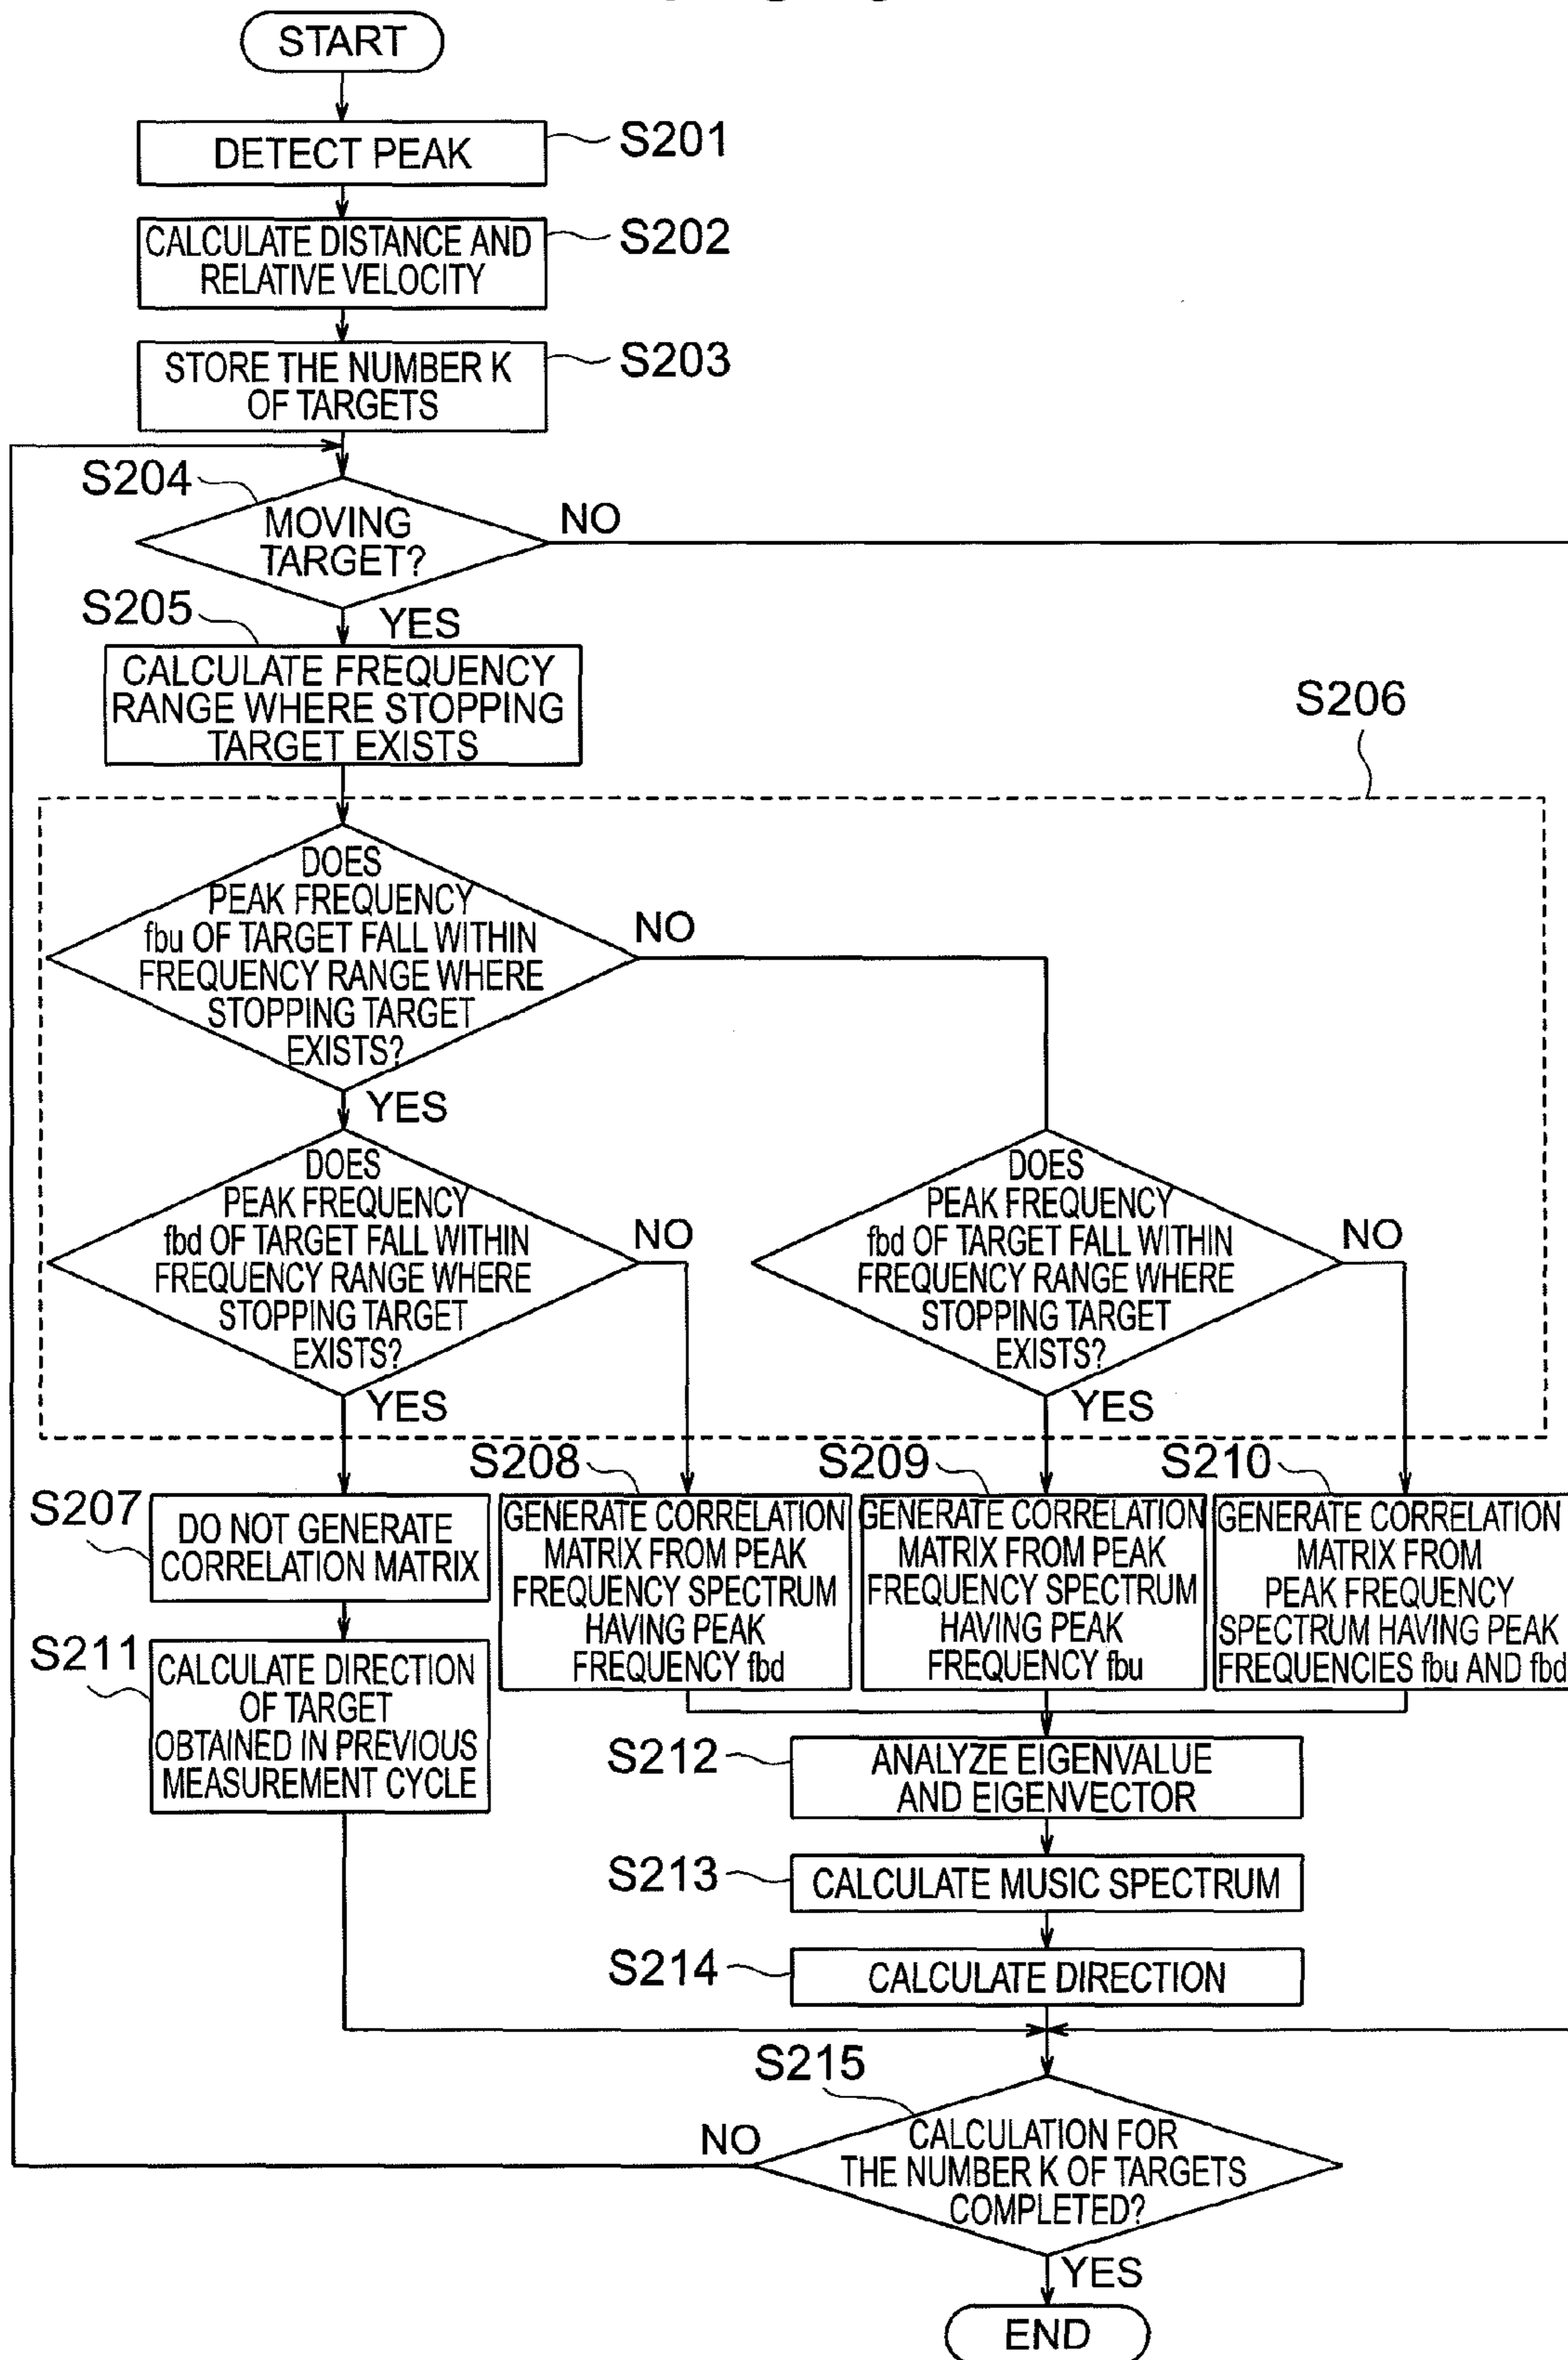 START
DETECT PEAK
S201
CALCULATE DISTANCE AND
RELATIVE VELOCITY
S202
STORE THE NUMBER K
OF TARGETS
S203
S204
MOVING
TARGET?
NO
YES
S205
CALCULATE FREQUENCY
RANGE WHERE STOPPING
TARGET EXISTS
S206
DOES
PEAK FREQUENCY
fbu OF TARGET FALL WITHIN
FREQUENCY RANGE WHERE
STOPPING TARGET
EXISTS?
NO
YES
DOES
PEAK FREQUENCY
fbd OF TARGET FALL WITHIN
FREQUENCY RANGE WHERE
STOPPING TARGET
EXISTS?
NO
YES
DOES
PEAK FREQUENCY
fbd OF TARGET FALL WITHIN
FREQUENCY RANGE WHERE
STOPPING TARGET
EXISTS?
NO
YES
S207
DO NOT GENERATE
CORRELATION MATRIX
S208
GENERATE CORRELATION
MATRIX FROM PEAK
FREQUENCY SPECTRUM
HAVING PEAK
FREQUENCY fbd
S209
GENERATE CORRELATION
MATRIX FROM PEAK
FREQUENCY SPECTRUM
HAVING PEAK
FREQUENCY fbu
S210
GENERATE CORRELATION
MATRIX FROM
PEAK FREQUENCY
SPECTRUM HAVING PEAK
FREQUENCIES fbu AND fbd
S211
CALCULATE DIRECTION
OF TARGET
OBTAINED IN PREVIOUS
MEASUREMENT CYCLE
S212
ANALYZE EIGENVALUE
AND EIGENVECTOR
S213
CALCULATE MUSIC SPECTRUM
S214
CALCULATE DIRECTION
S215
CALCULATION FOR
THE NUMBER K OF TARGETS
COMPLETED?
NO
YES
END